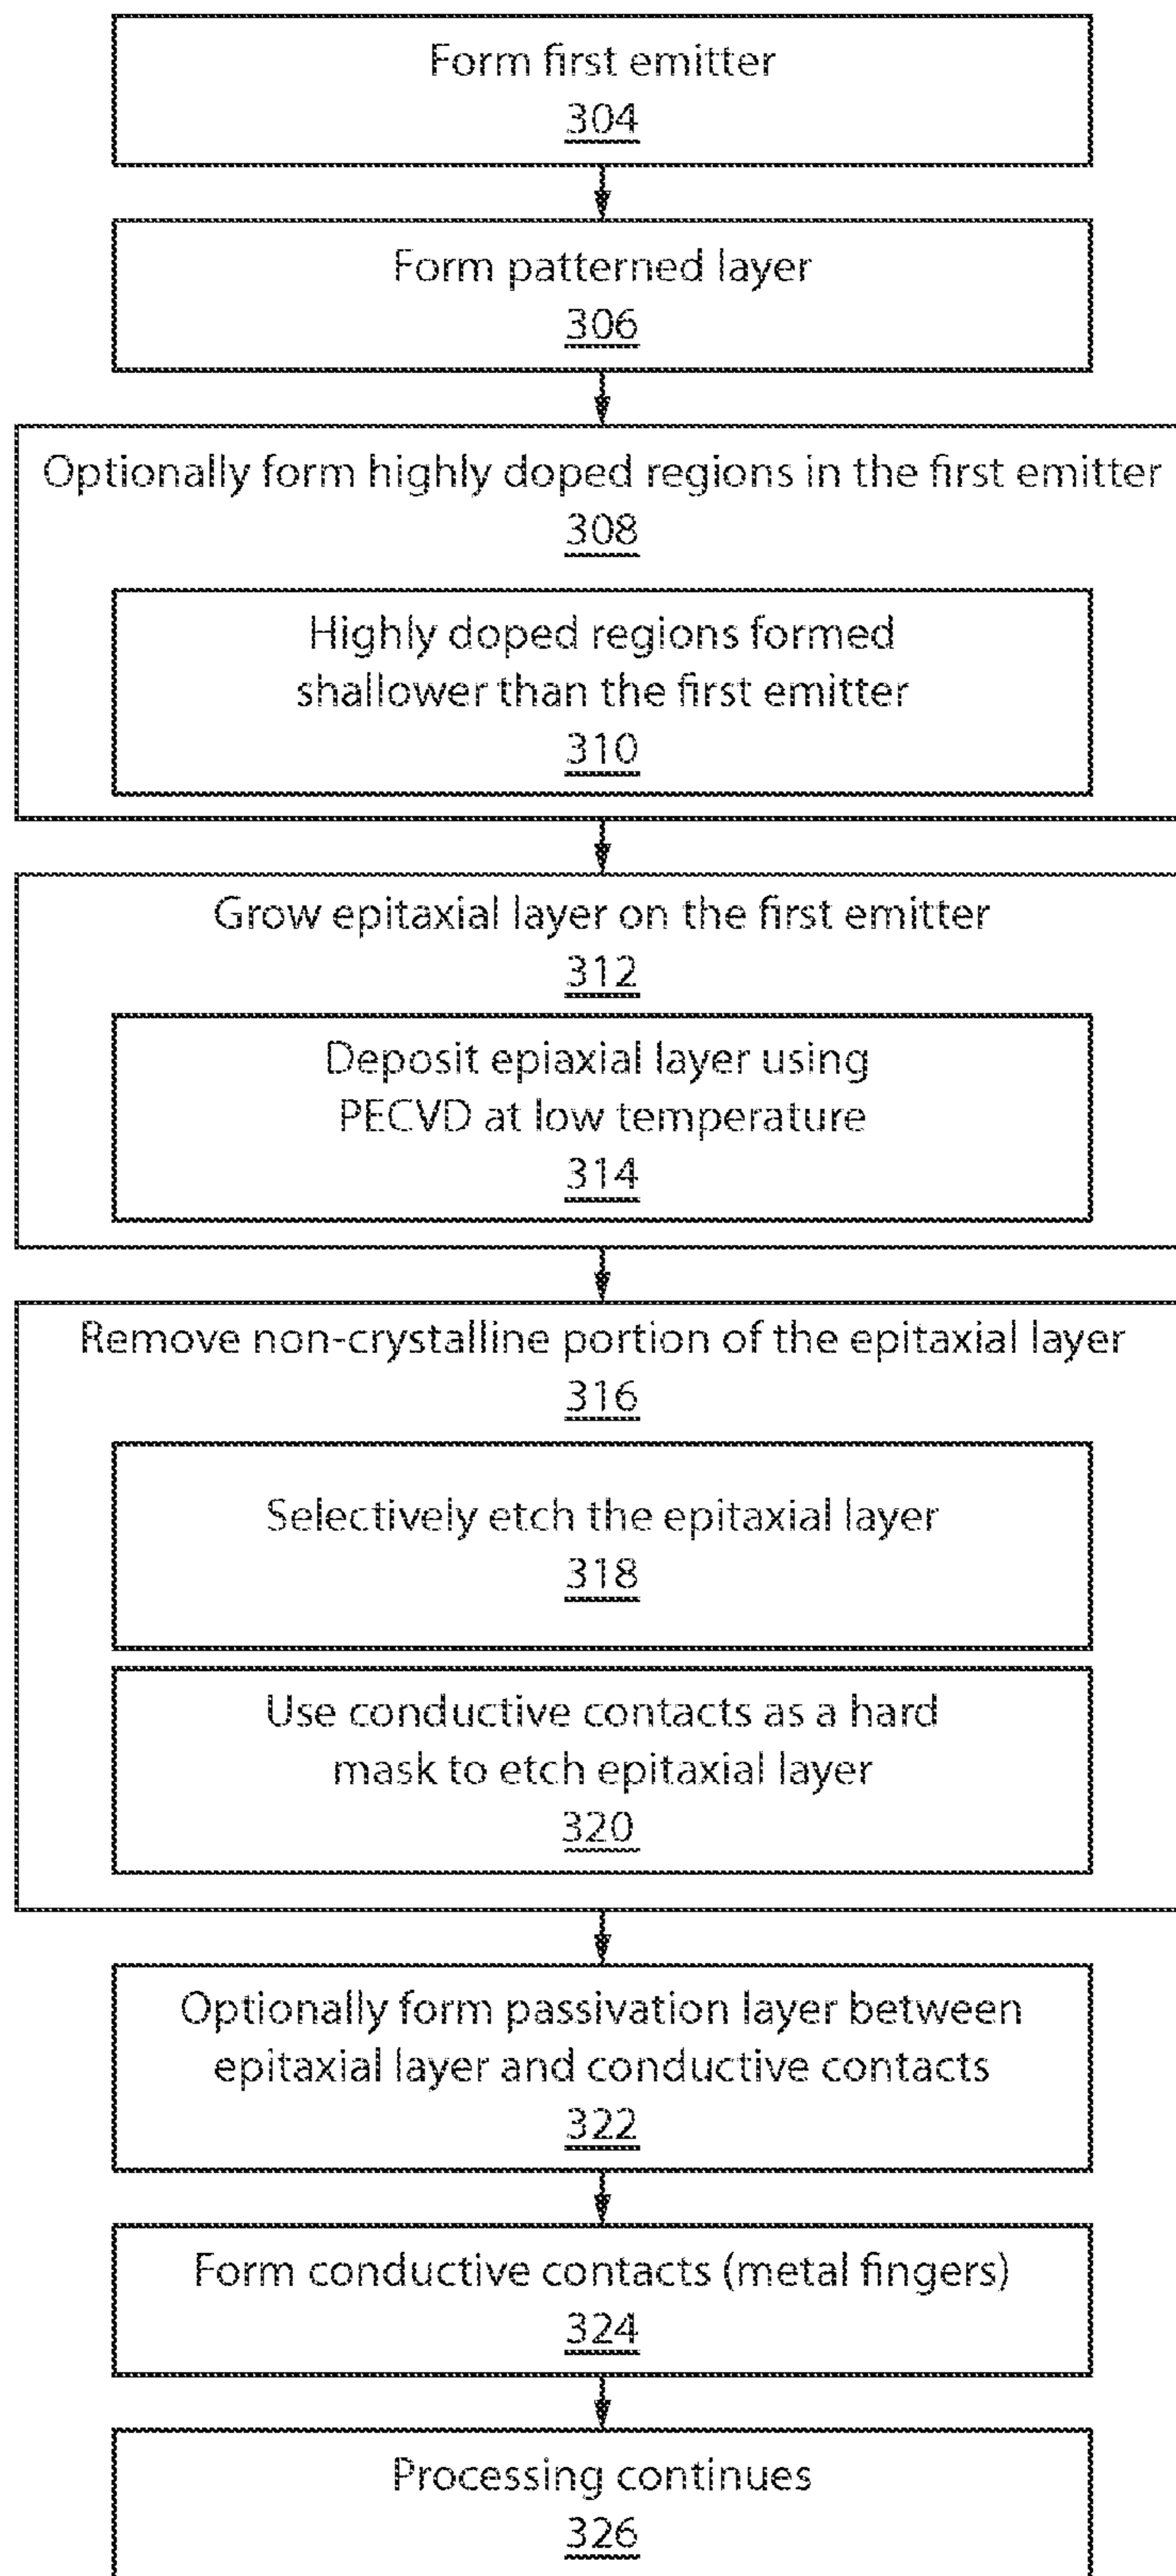 Form first emitter
304
Form patterned layer
306
Optionally form highly doped regions in the first emitter
308
Highly doped regions formed
shallower than the first emitter
310
Grow epitaxial layer on the first emitter
312
Deposit epiaxial layer using
PECVD at low temperature
314
Remove non-crystalline portion of the epitaxial layer
316
Selectively etch the epitaxial layer
318
Use conductive contacts as a hard
mask to etch epitaxial layer
320
Optionally form passivation layer between
epitaxial layer and conductive contacts
322
Form conductive contacts (metal fingers)
324
Processing continues
326